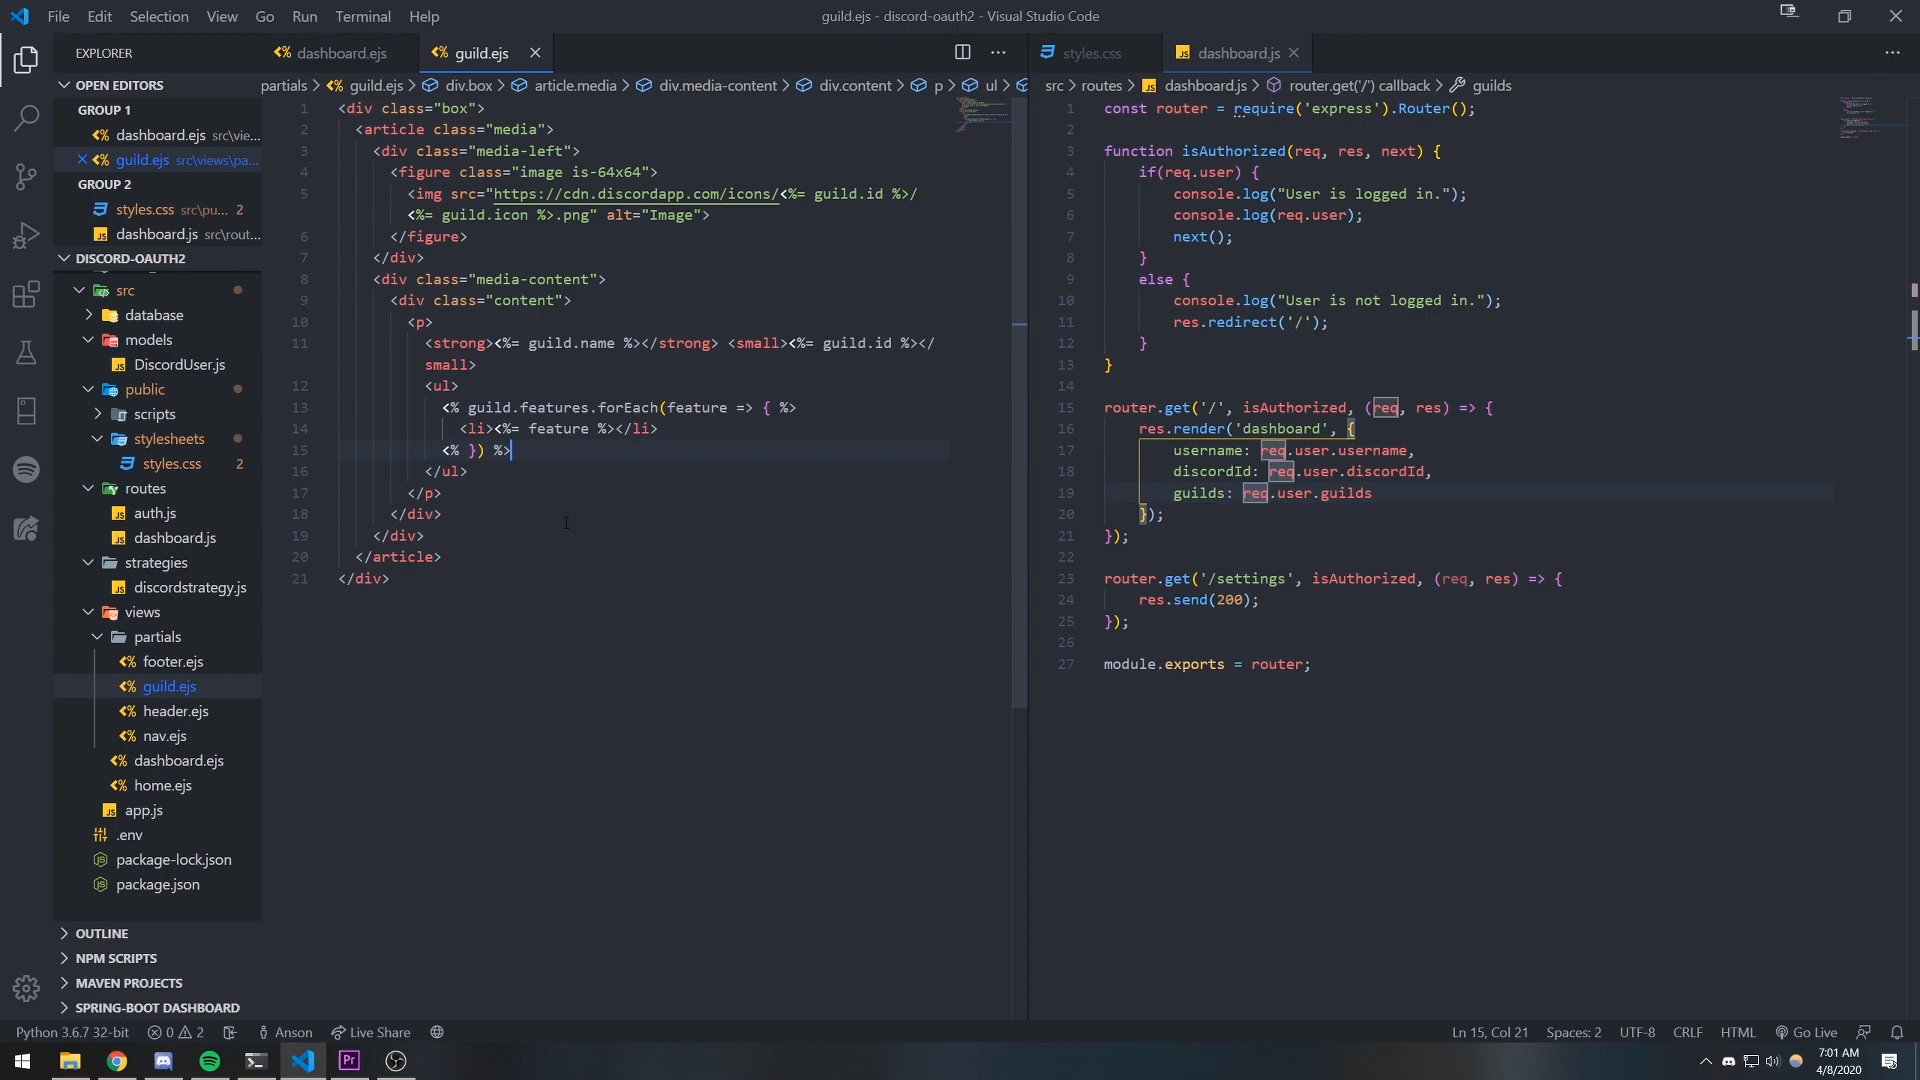 File Edit Selection View Go Run Terminal Help
guild.ejs - discord-oauth2 - Visual Studio Code
EXPLORER
OPEN EDITORS
GROUP 1
dashboard.ejs src\vie...
guild.ejs src\views\pa...
GROUP 2
styles.css src\pu... 2
dashboard.js src\rout...
DISCORD-OAUTH2
src
database
models
DiscordUser.js
public
scripts
stylesheets
styles.css 2
routes
auth.js
dashboard.js
strategies
discordstrategy.js
views
partials
footer.ejs
guild.ejs
header.ejs
nav.ejs
dashboard.ejs
home.ejs
app.js
.env
package-lock.json
package.json
OUTLINE
NPM SCRIPTS
MAVEN PROJECTS
SPRING-BOOT DASHBOARD
dashboard.ejs guild.ejs
partials > guild.ejs > div.box > article.media > div.media-content > div.content > p > ul >
1 <div class="box">
2 <article class="media">
3 <div class="media-left">
4 <figure class="image is-64x64">
5 <img src="https://cdn.discordapp.com/icons/<%= guild.id %>/
<%= guild.icon %>.png" alt="Image">
6 </figure>
7 </div>
8 <div class="media-content">
9 <div class="content">
10 <p>
11 <strong><%= guild.name %></strong> <small><%= guild.id %></
small>
12 <ul>
13 <% guild.features.forEach(feature => { %>
14 <li><%= feature %></li>
15 <% }) %>
16 </ul>
17 </p>
18 </div>
19 </div>
20 </article>
21 </div>
styles.css dashboard.js
src > routes > dashboard.js > router.get('/') callback > guilds
1 const router = require('express').Router();
2
3 function isAuthorized(req, res, next) {
4 if(req.user) {
5 console.log("User is logged in.");
6 console.log(req.user);
7 next();
8 }
9 else {
10 console.log("User is not logged in.");
11 res.redirect('/');
12 }
13 }
14
15 router.get('/', isAuthorized, (req, res) => {
16 res.render('dashboard', {
17 username: req.user.username,
18 discordId: req.user.discordId,
19 guilds: req.user.guilds
20 });
21 });
22
23 router.get('/settings', isAuthorized, (req, res) => {
24 res.send(200);
25 });
26
27 module.exports = router;
Python 3.6.7 32-bit 0 2 Anson Live Share
Ln 15, Col 21 Spaces: 2 UTF-8 CRLF HTML Go Live
Pr
7:01 AM
4/8/2020